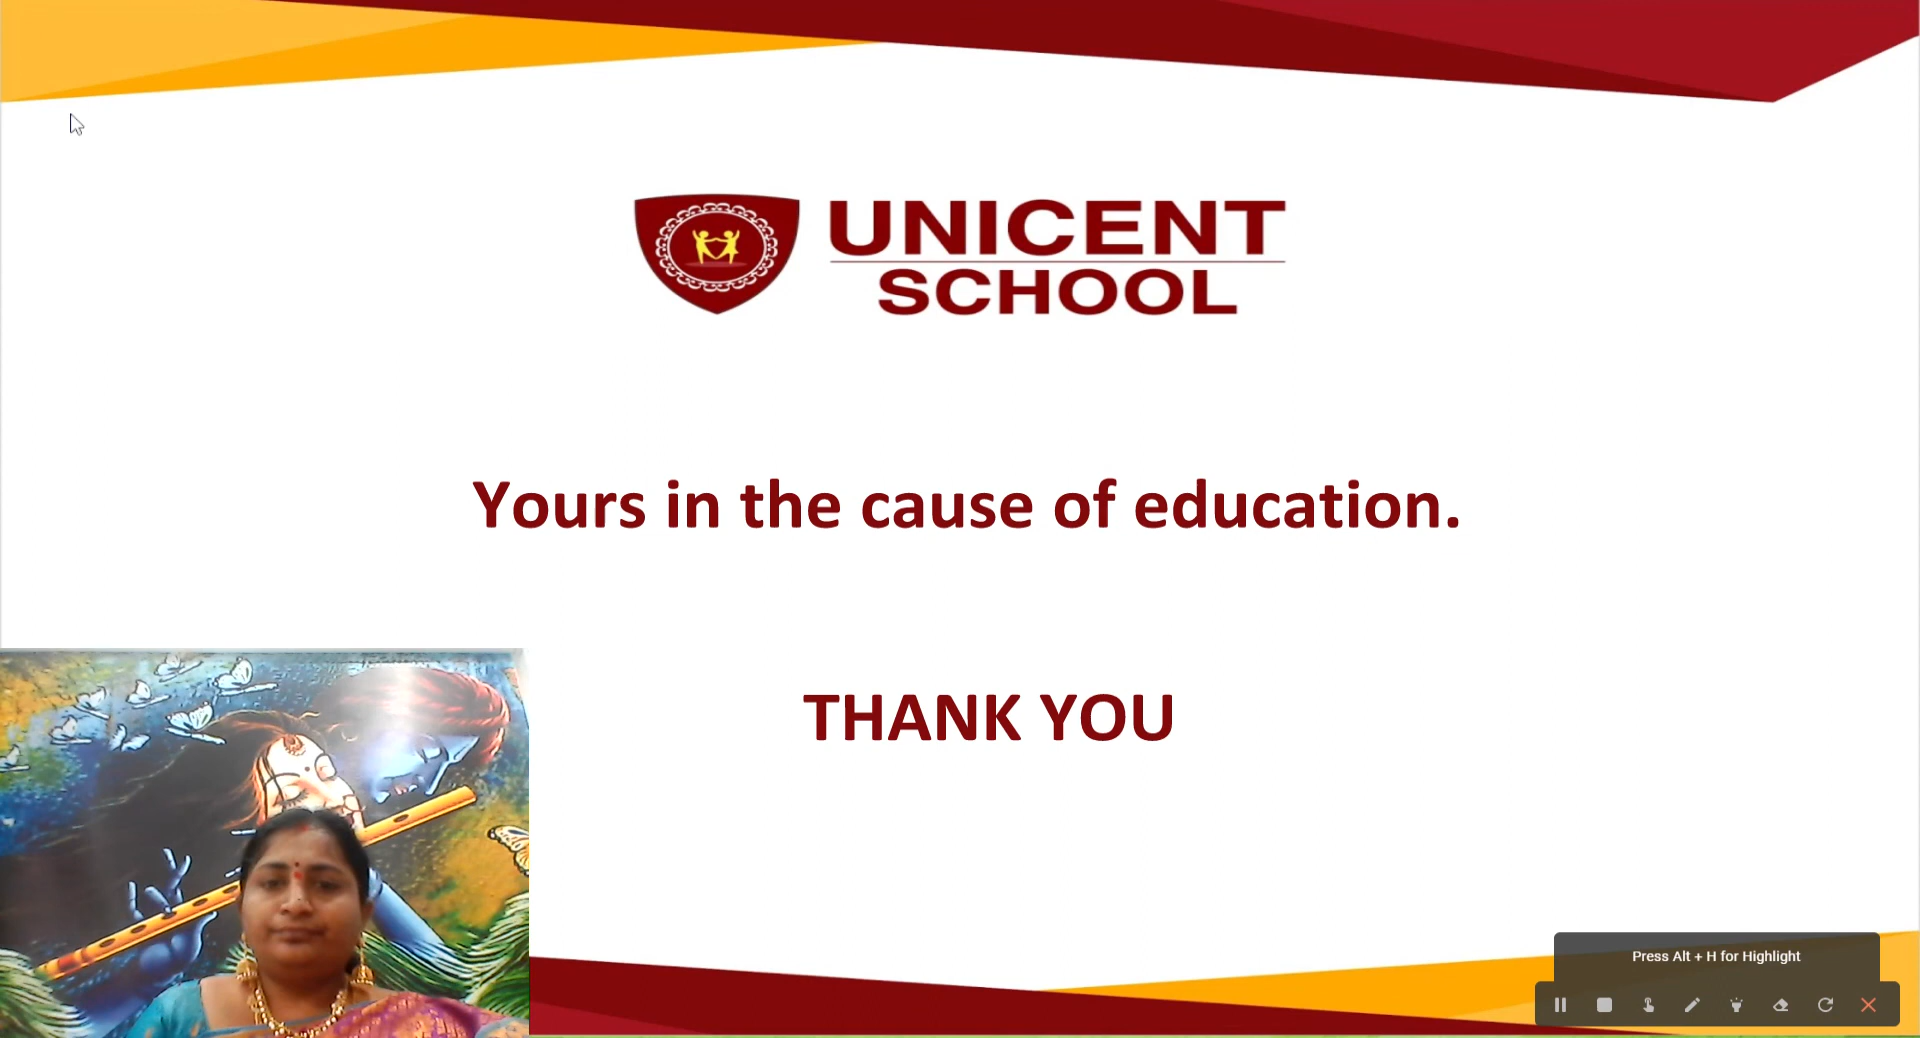 UNICENT
SCHOOL
Yours in the cause of education.
THANK YOU
Press Alt + H for Highlight